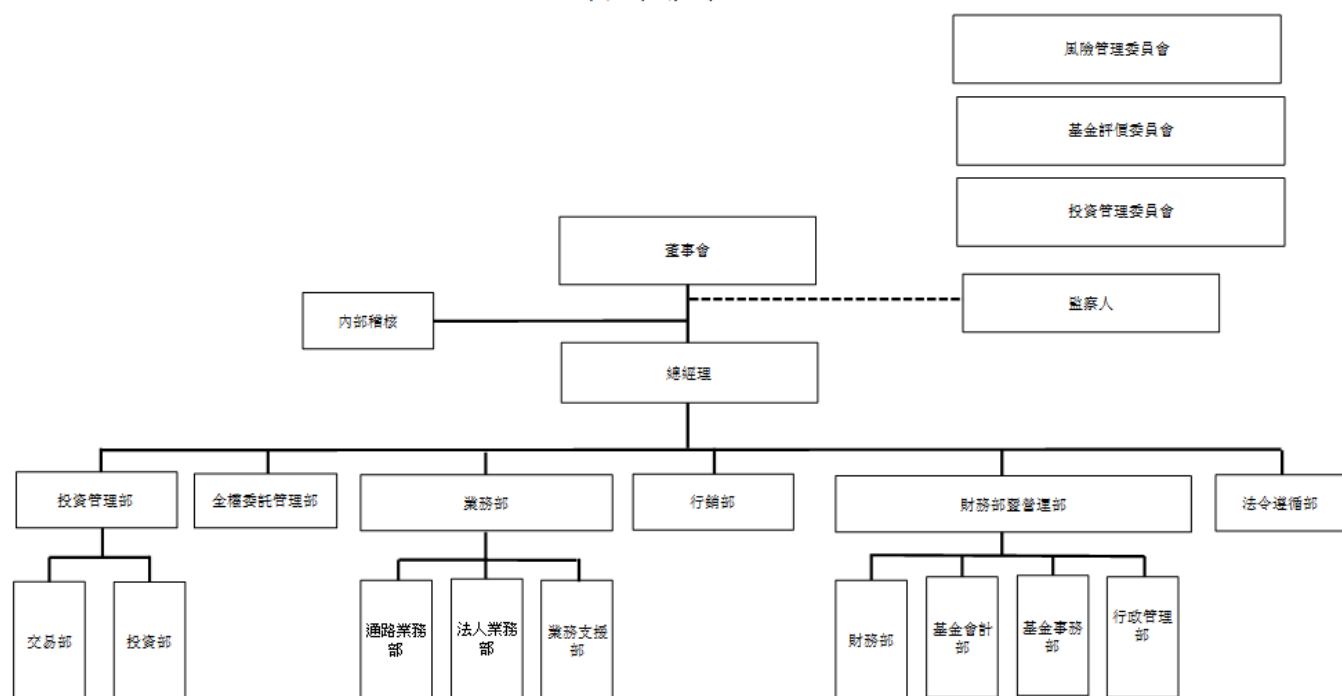 風險管理委員會
基金評價委員會
投資管理委員會
董事會
監察人
內部稽核
總經理
投資管理部
全權委託管理部
業務部
行銷部
財務部暨營運部
法令遵循部
交易部
投資部
通路業務
部
法人業務
部
業務支援
部
財務部
基金會計
部
基金事務
部
行政管理
部